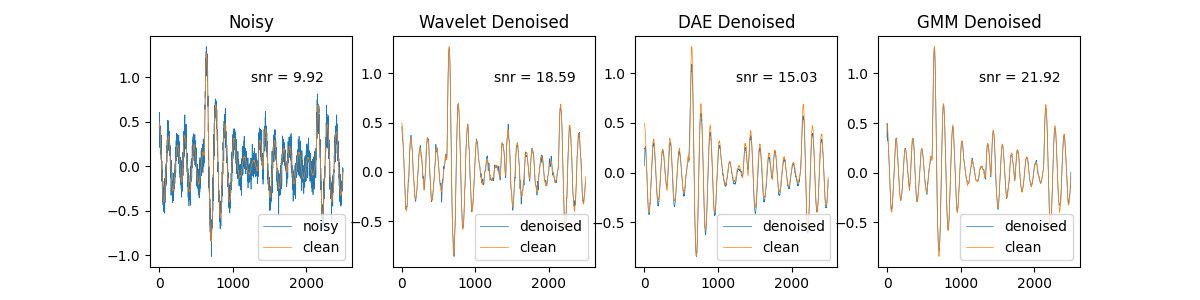 Noisy
Wavelet Denoised
DAE Denoised
GMM Denoised
snr = 9.92
snr = 18.59
snr = 15.03
snr = 21.92
1.0
0.5
0.0
−0.5
−1.0
1.0
0.5
0.0
−0.5
1.0
0.5
0.0
−0.5
1.0
0.5
0.0
−0.5
noisy
clean
denoised
clean
denoised
clean
denoised
clean
0 1000 2000
0 1000 2000
0 1000 2000
0 1000 2000